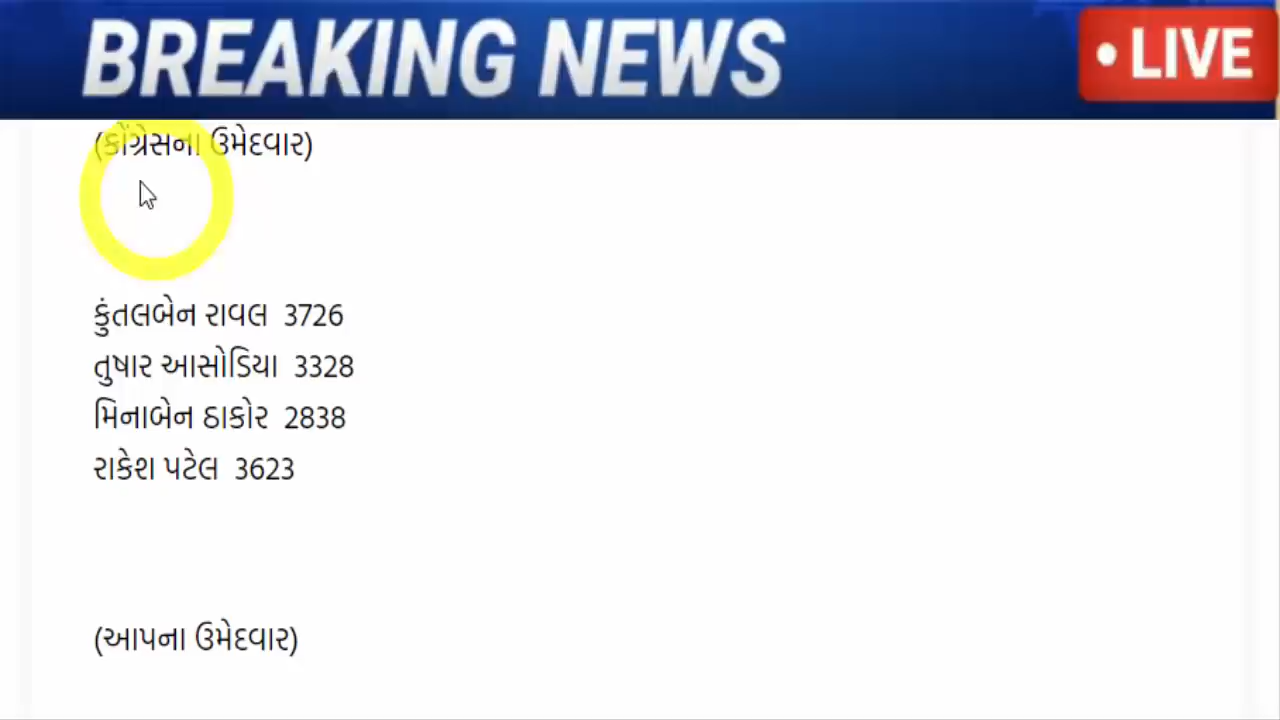 BREAKING NEWS
• LIVE
(કોંગ્રેસના ઉમેદવાર)
કુંતલબેન રાવલ 3726
તુષાર આસોડિયા 3328
મિનાબેન ઠાકોર 2838
રાકેશ પટેલ 3623
(આપના ઉમેદવાર)